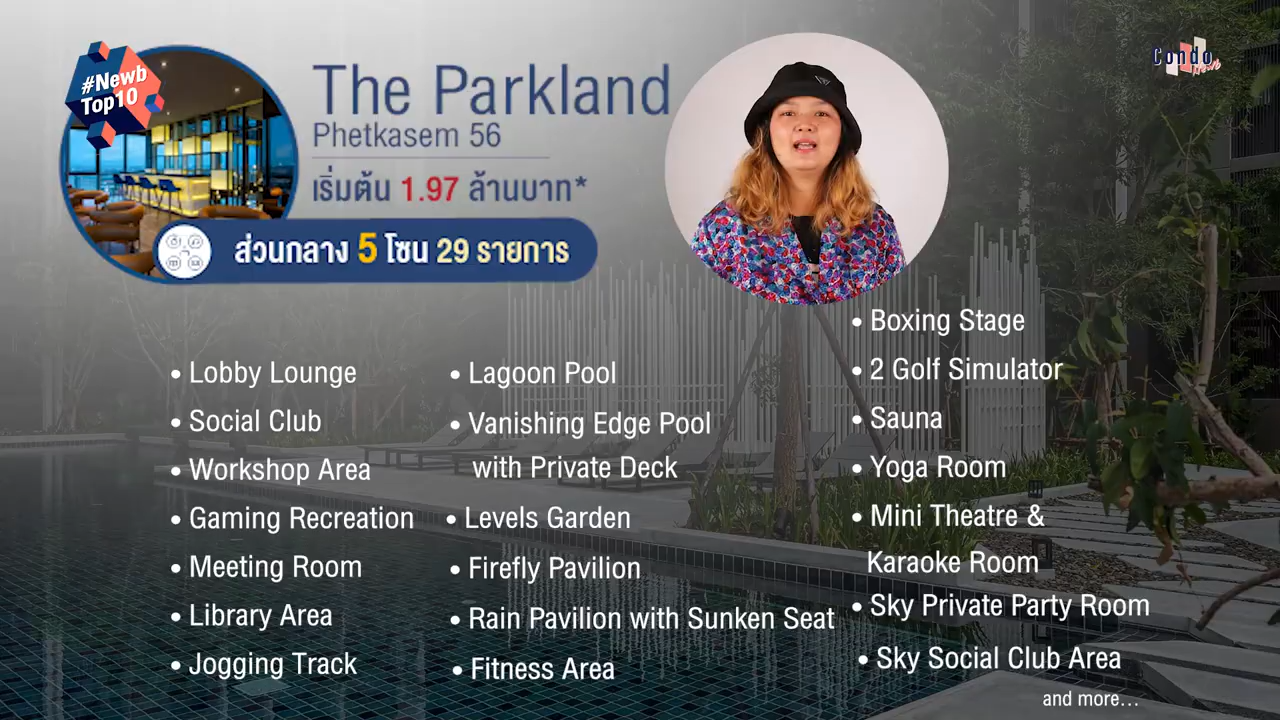 #Newb
Top10
The Parkland
Phetkasem 56
เริ่มต้น 1.97 ล้านบาท*
ส่วนกลาง 5 โซน 29 รายการ
Condo
• Lobby Lounge
• Social Club
• Workshop Area
• Gaming Recreation
• Meeting Room
• Library Area
• Jogging Track
• Lagoon Pool
• Vanishing Edge Pool
with Private Deck
• Levels Garden
• Firefly Pavilion
• Rain Pavilion with Sunken Seat
• Fitness Area
• Boxing Stage
• 2 Golf Simulator
• Sauna
• Yoga Room
• Mini Theatre &
Karaoke Room
• Sky Private Party Room
• Sky Social Club Area
and more...